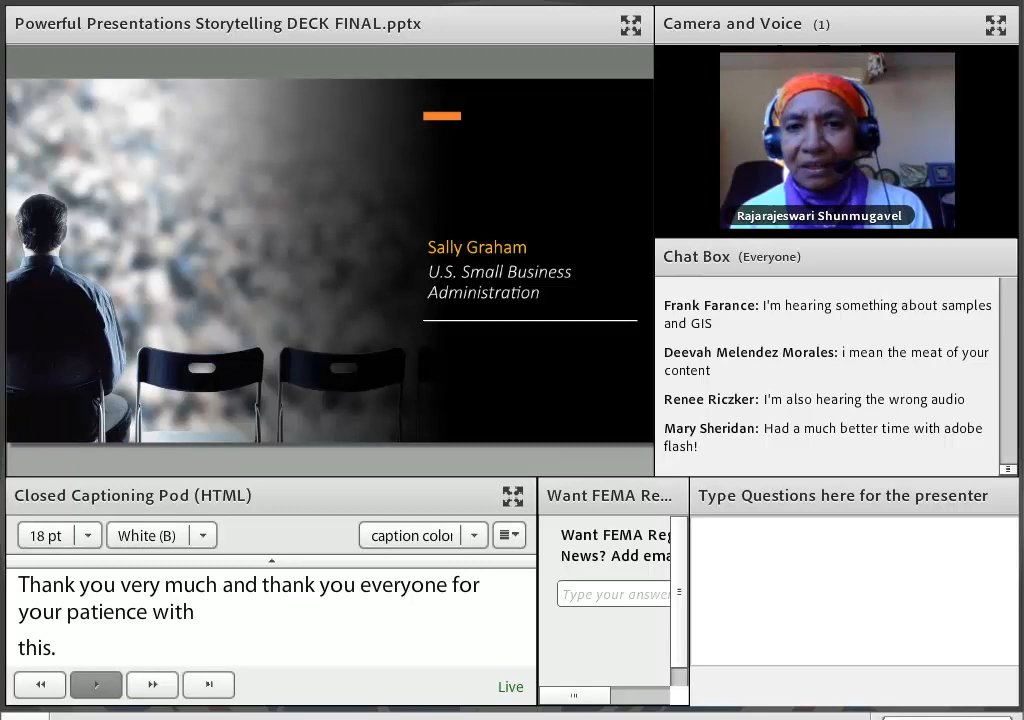 Powerful Presentations Storytelling DECK FINAL.pptx
Sally Graham
U.S. Small Business
Administration
Camera and Voice (1)
Rajarajeswari Shunmugavel
Chat Box (Everyone)
Frank Farance: I'm hearing something about samples
and GIS
Deevah Melendez Morales: i mean the meat of your
content
Renee Riczker: I'm also hearing the wrong audio
Mary Sheridan: Had a much better time with adobe
flash!
Closed Captioning Pod (HTML)
18 pt
White (B)
caption color
Thank you very much and thank you everyone for
your patience with
this.
Live
Want FEMA Re...
Want FEMA Reg
News? Add ema
Type your answer
Type Questions here for the presenter